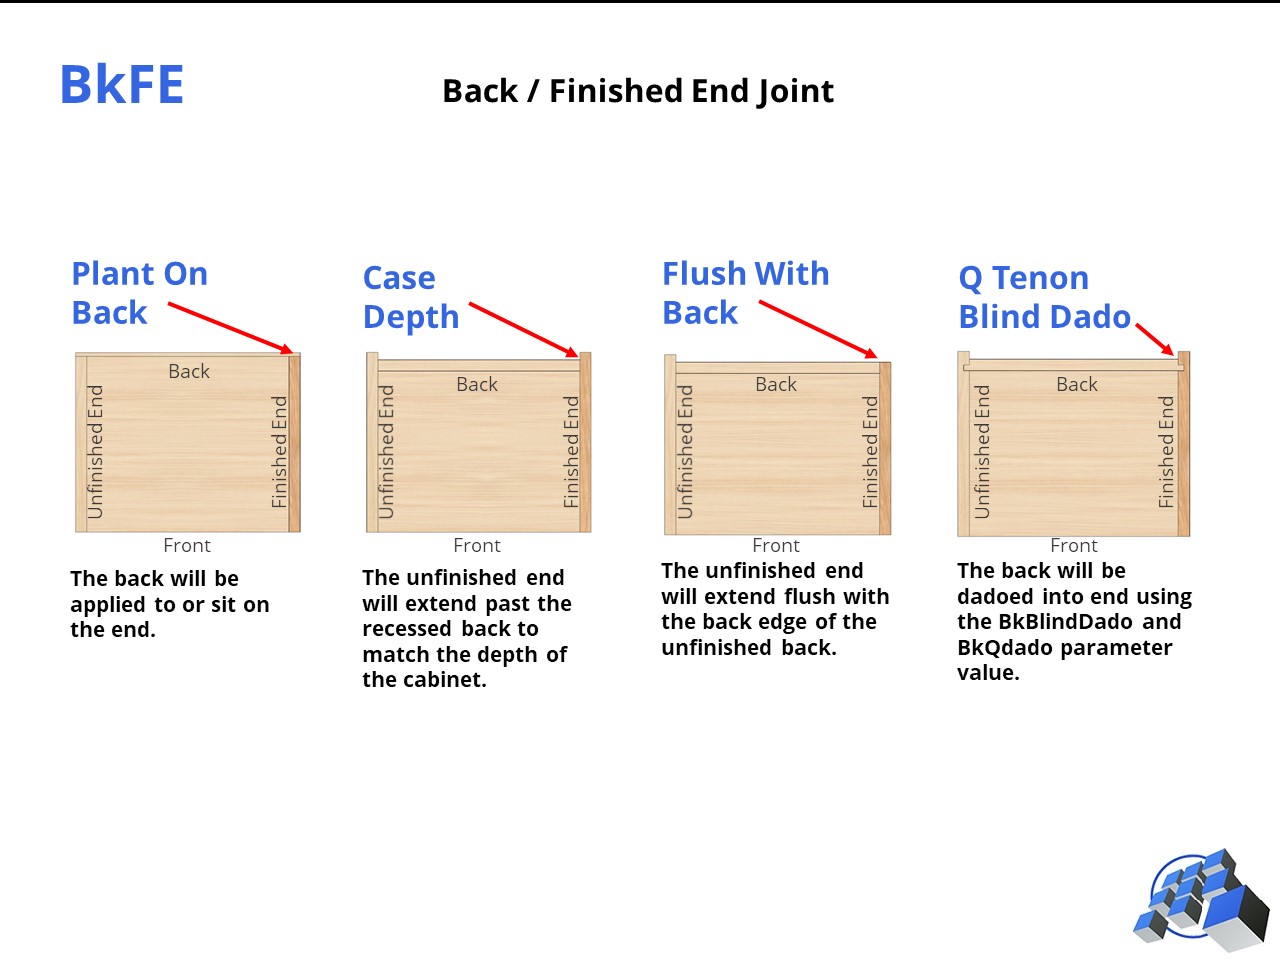 BkFE
Back / Finished End Joint
Plant On
Back
Back
Unfinished End
Finished End
Front
The back will be
applied to or sit on
the end.
Case
Depth
Back
Unfinished End
Finished End
Front
The unfinished end
will extend past the
recessed back to
match the depth of
the cabinet.
Flush With
Back
Back
Unfinished End
Finished End
Front
The unfinished end
will extend flush with
the back edge of the
unfinished back.
Q Tenon
Blind Dado
Back
Unfinished End
Finished End
Front
The back will be
dadoed into end using
the BkBlindDado and
BkQdado parameter
value.